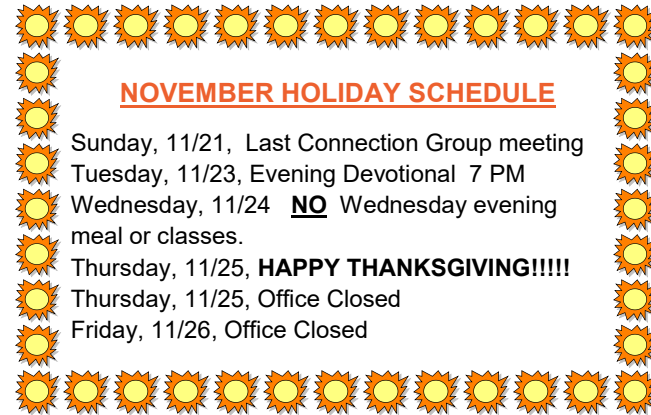 NOVEMBER HOLIDAY SCHEDULE
Sunday, 11/21,  Last Connection Group meeting
Tuesday, 11/23, Evening Devotional  7 PM
Wednesday, 11/24   NO  Wednesday evening
meal or classes.
Thursday, 11/25, HAPPY THANKSGIVING!!!!!
Thursday, 11/25, Office Closed
Friday, 11/26, Office Closed